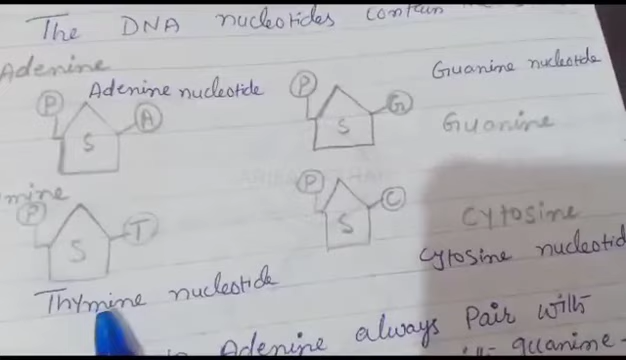 The DNA nucleotides contain
Adenine
Adenine nucleotide
Guanine nucleotide
P
S
A
P
S
G
Guanine
mine
P
S
T
P
S
C
Cytosine
Cytosine nucleotid
Thymine nucleotide
Adenine always Pair with
guanine-